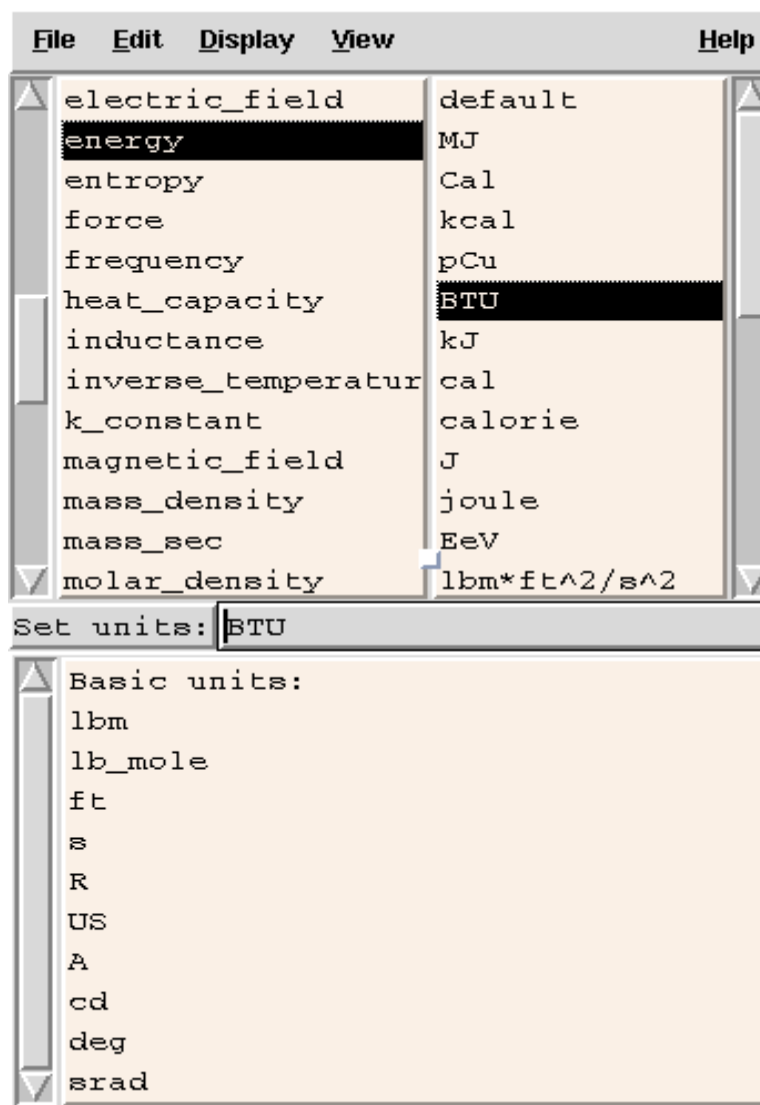 File Edit Display View Help
electric_field
energy
entropy
force
frequency
heat_capacity
inductance
inverse_temperatur
k_constant
magnetic_field
mass_density
mass_sec
molar_density
default
MJ
Cal
kcal
pCu
BTU
kJ
cal
calorie
J
joule
EeV
lbm*ft^2/s^2
Set units: BTU
Basic units:
lbm
lb_mole
ft
s
R
US
A
cd
deg
srad